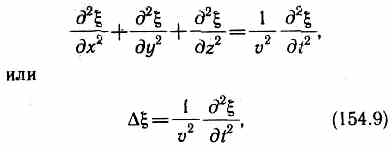 ∂²ξ/∂x² + ∂²ξ/∂y² + ∂²ξ/∂z² = 1/v² ∂²ξ/∂t²,
или
Δξ = 1/v² ∂²ξ/∂t², (154.9)